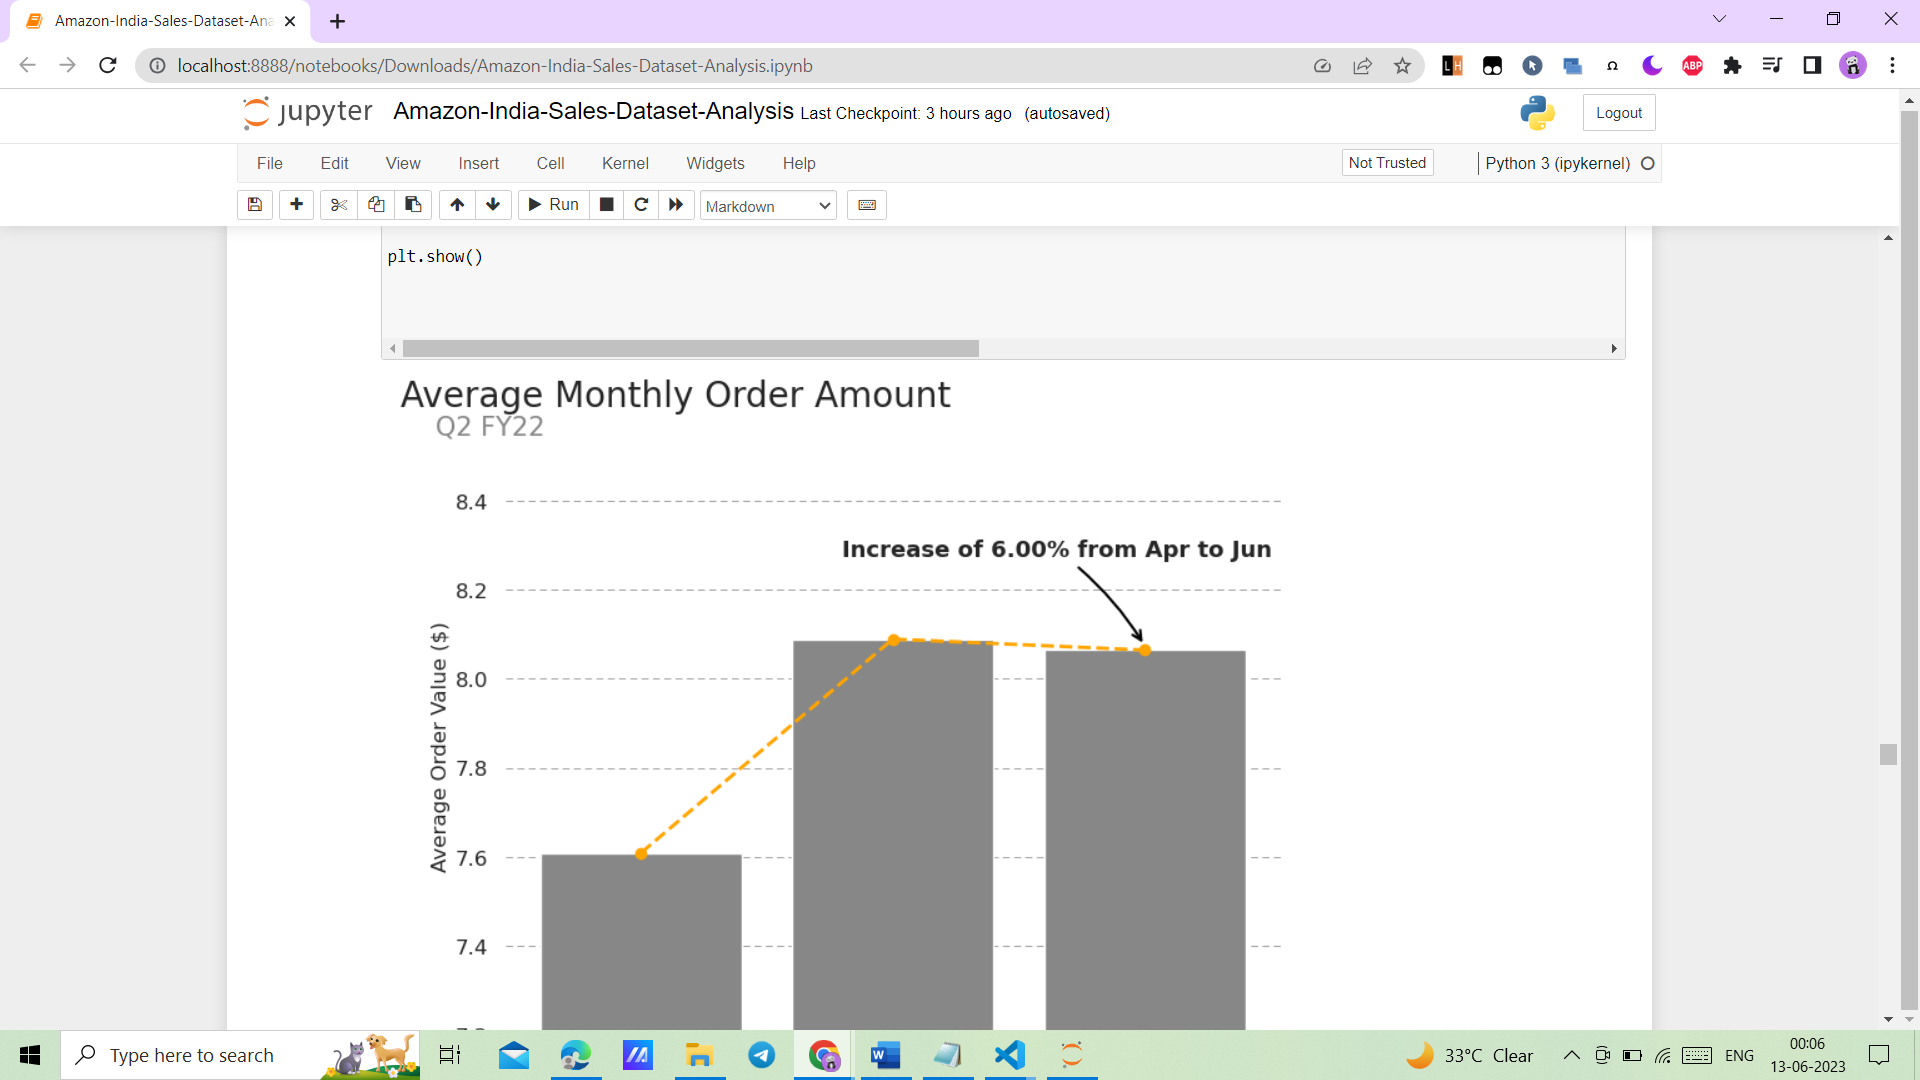 Amazon-India-Sales-Dataset-Ana
localhost:8888/notebooks/Downloads/Amazon-India-Sales-Dataset-Analysis.ipynb
LH
ABP
jupyter Amazon-India-Sales-Dataset-Analysis Last Checkpoint: 3 hours ago (autosaved)
Logout
File Edit View Insert Cell Kernel Widgets Help
Not Trusted
Python 3 (ipykernel)
Run
Markdown
plt.show()
Average Monthly Order Amount
Q2 FY22
8.4
Increase of 6.00% from Apr to Jun
8.2
Average Order Value ($)
8.0
7.8
7.6
7.4
Type here to search
33°C Clear
ENG
00:06
13-06-2023